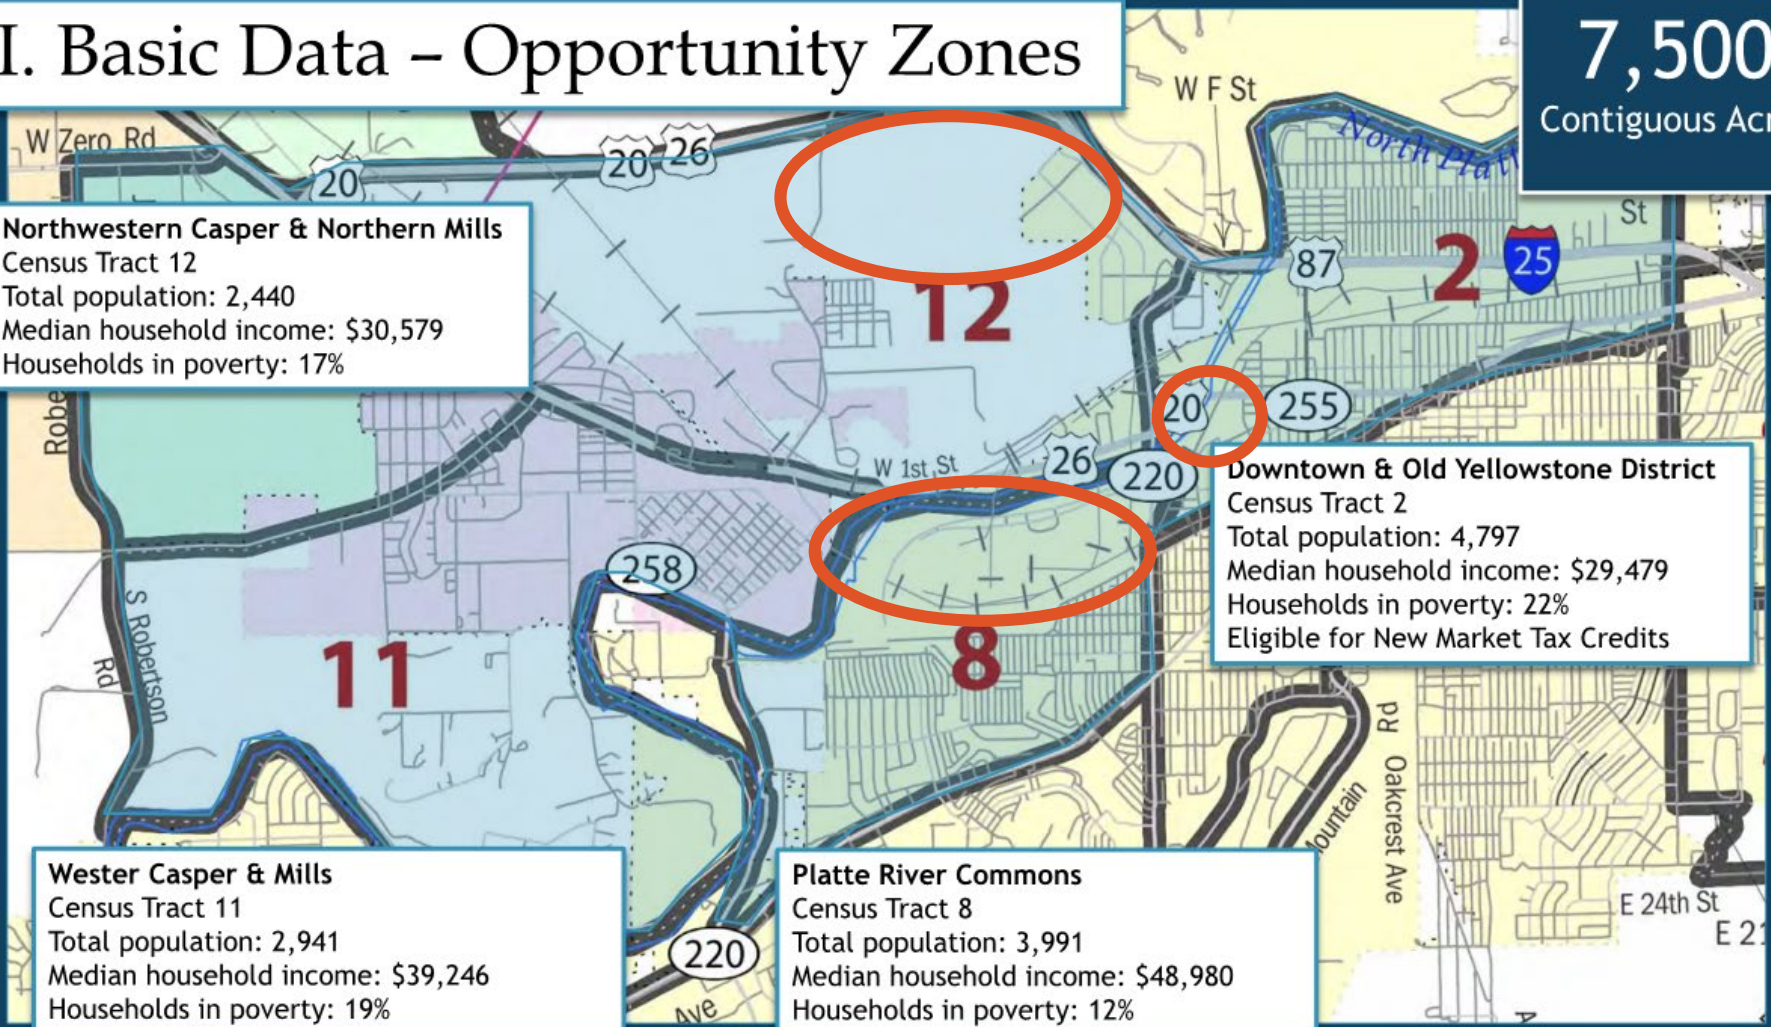 I. Basic Data – Opportunity Zones
7,500
Contiguous
W F St
W Zero Rd
North
20
20
26
St
87
2
25
Northwestern Casper & Northern Mills
Census Tract 12
Total population: 2,440
Median household income: $30,579
Households in poverty: 17%
12
20
255
W 1st St
26
220
Downtown & Old Yellowstone District
Census Tract 2
Total population: 4,797
Median household income: $29,479
Households in poverty: 22%
Eligible for New Market Tax Credits
258
S Robertson
Rd
11
8
Rd
Oakcrest Ave
E 24th St
Wester Casper & Mills
Census Tract 11
Total population: 2,941
Median household income: $39,246
Households in poverty: 19%
Platte River Commons
Census Tract 8
Total population: 3,991
Median household income: $48,980
Households in poverty: 12%
220
Ave